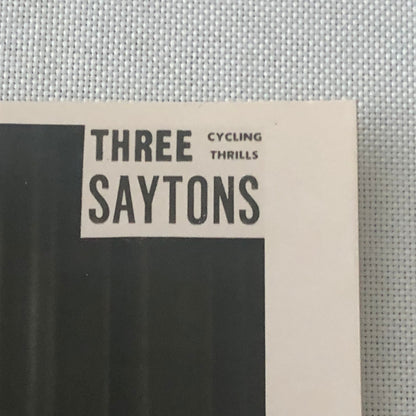 THREE CYCLING THRILLS
SAYTONS